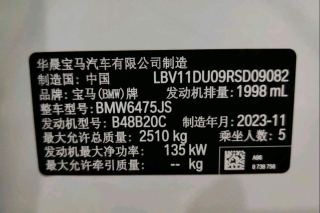 华晨宝马汽车有限公司制造
制造国：中国 LBV11DU09RSD09082
品牌：宝马(BMW)牌 发动机排量：1998 mL
整车型号：BMW6475JS
发动机型号：B48B20C 制造年月：2023-11
最大允许总质量：2510 kg 乘坐人数：5
发动机最大净功率：135 kW
最大允许牵引质量：-- kg
A96
8 738 756